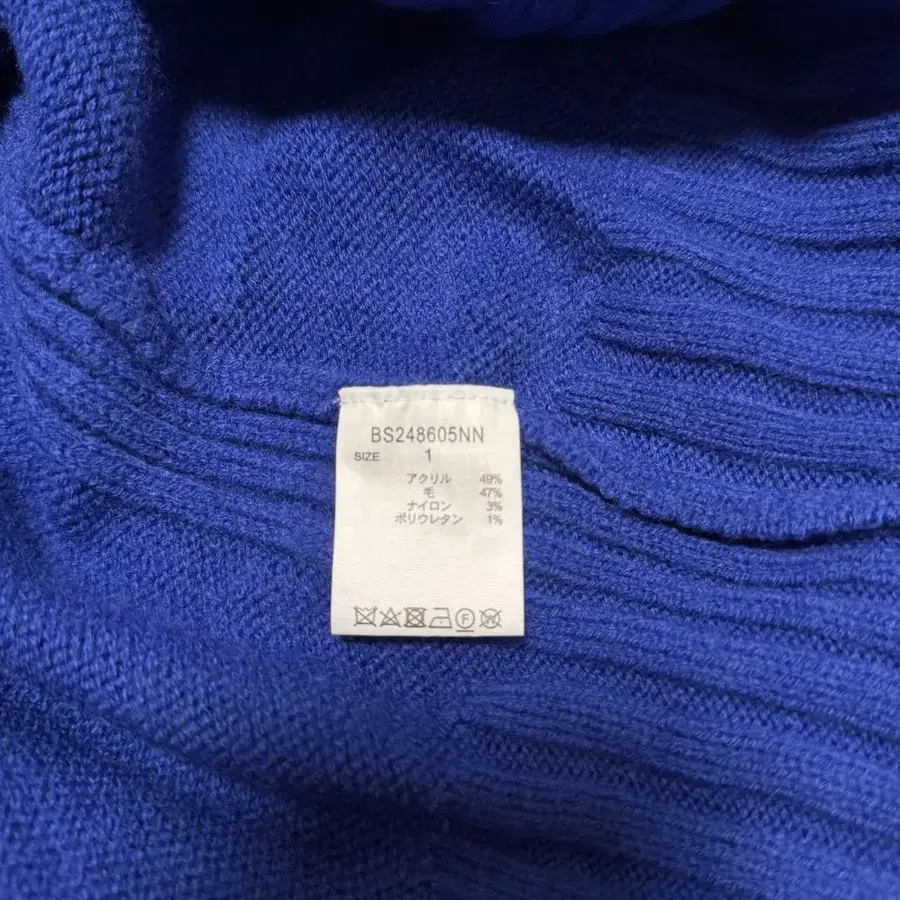 BS248605NN
SIZE 1
アクリル 49%
毛 47%
ナイロン 3%
ポリウレタン 1%